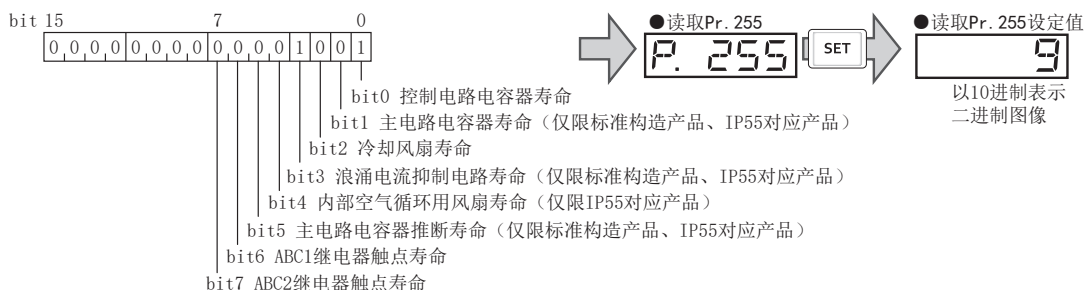 bit 15 7 0
0 0 0 0 0 0 0 0 0 0 0 0 1 0 0 1
bit0 控制电路电容器寿命
bit1 主电路电容器寿命（仅限标准构造产品、IP55对应产品）
bit2 冷却风扇寿命
bit3 浪涌电流抑制电路寿命（仅限标准构造产品、IP55对应产品）
bit4 内部空气循环用风扇寿命（仅限IP55对应产品）
bit5 主电路电容器推断寿命（仅限标准构造产品、IP55对应产品）
bit6 ABC1继电器触点寿命
bit7 ABC2继电器触点寿命
●读取Pr.255
P. 255
SET
●读取Pr.255设定值
9
以10进制表示
二进制图像